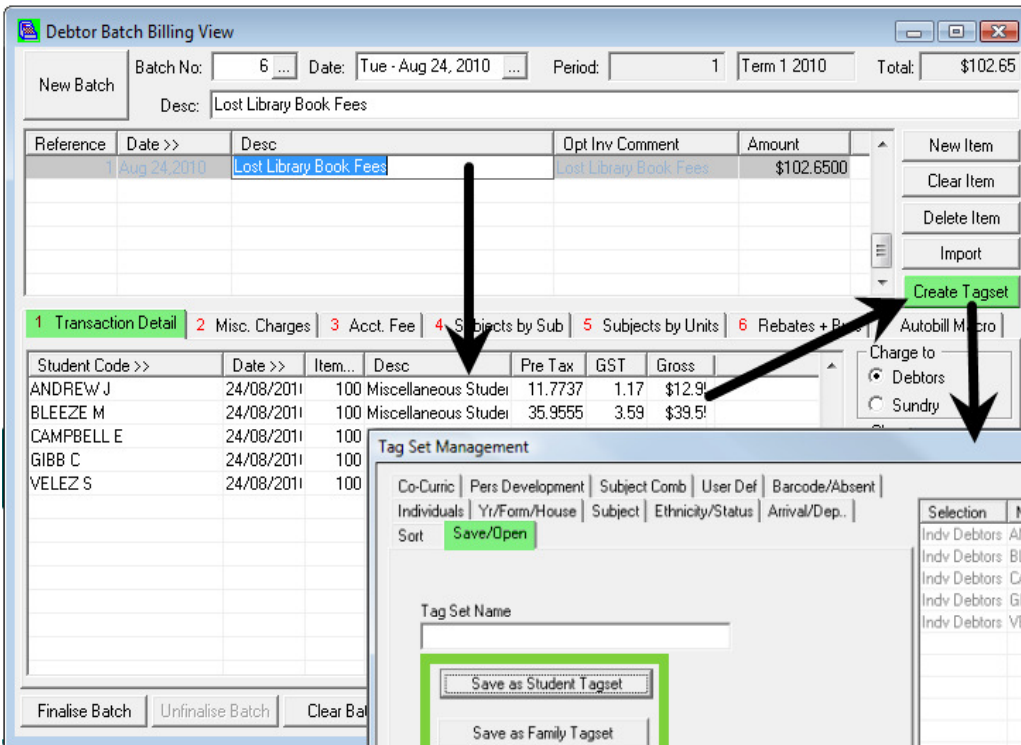 Debtor Batch Billing View
New Batch
Batch No: 6 ... Date: Tue - Aug 24, 2010 ... Period: 1 Term 1 2010 Total: $102.65
Desc: Lost Library Book Fees
Reference Date >> Desc Opt Inv Comment Amount
1 Aug 24,2010 Lost Library Book Fees Lost Library Book Fees $102.6500
New Item
Clear Item
Delete Item
Import
Create Tagset
1 Transaction Detail 2 Misc. Charges 3 Acct. Fee 4 Subjects by Sub 5 Subjects by Units 6 Rebates + Autobill Macro
Student Code >> Date >> Item... Desc Pre Tax GST Gross
ANDREW J 24/08/201 100 Miscellaneous Studer 11.7737 1.17 $12.9
BLEEZE M 24/08/201 100 Miscellaneous Studer 35.9555 3.59 $39.5
CAMPBELL E 24/08/201 100
GIBB C 24/08/201 100
VELEZ S 24/08/201 100
Charge to
Debtors
Sundry
Tag Set Management
Co-Curric Pers Development Subject Comb User Def Barcode/Absent
Individuals Yr/Form/House Subject Ethnicity/Status Arrival/Dep..
Sort Save/Open
Tag Set Name
Save as Student Tagset
Save as Family Tagset
Selection
Indv Debtors
Indv Debtors
Indv Debtors
Indv Debtors
Indv Debtors
Finalise Batch Unfinalise Batch Clear Bat